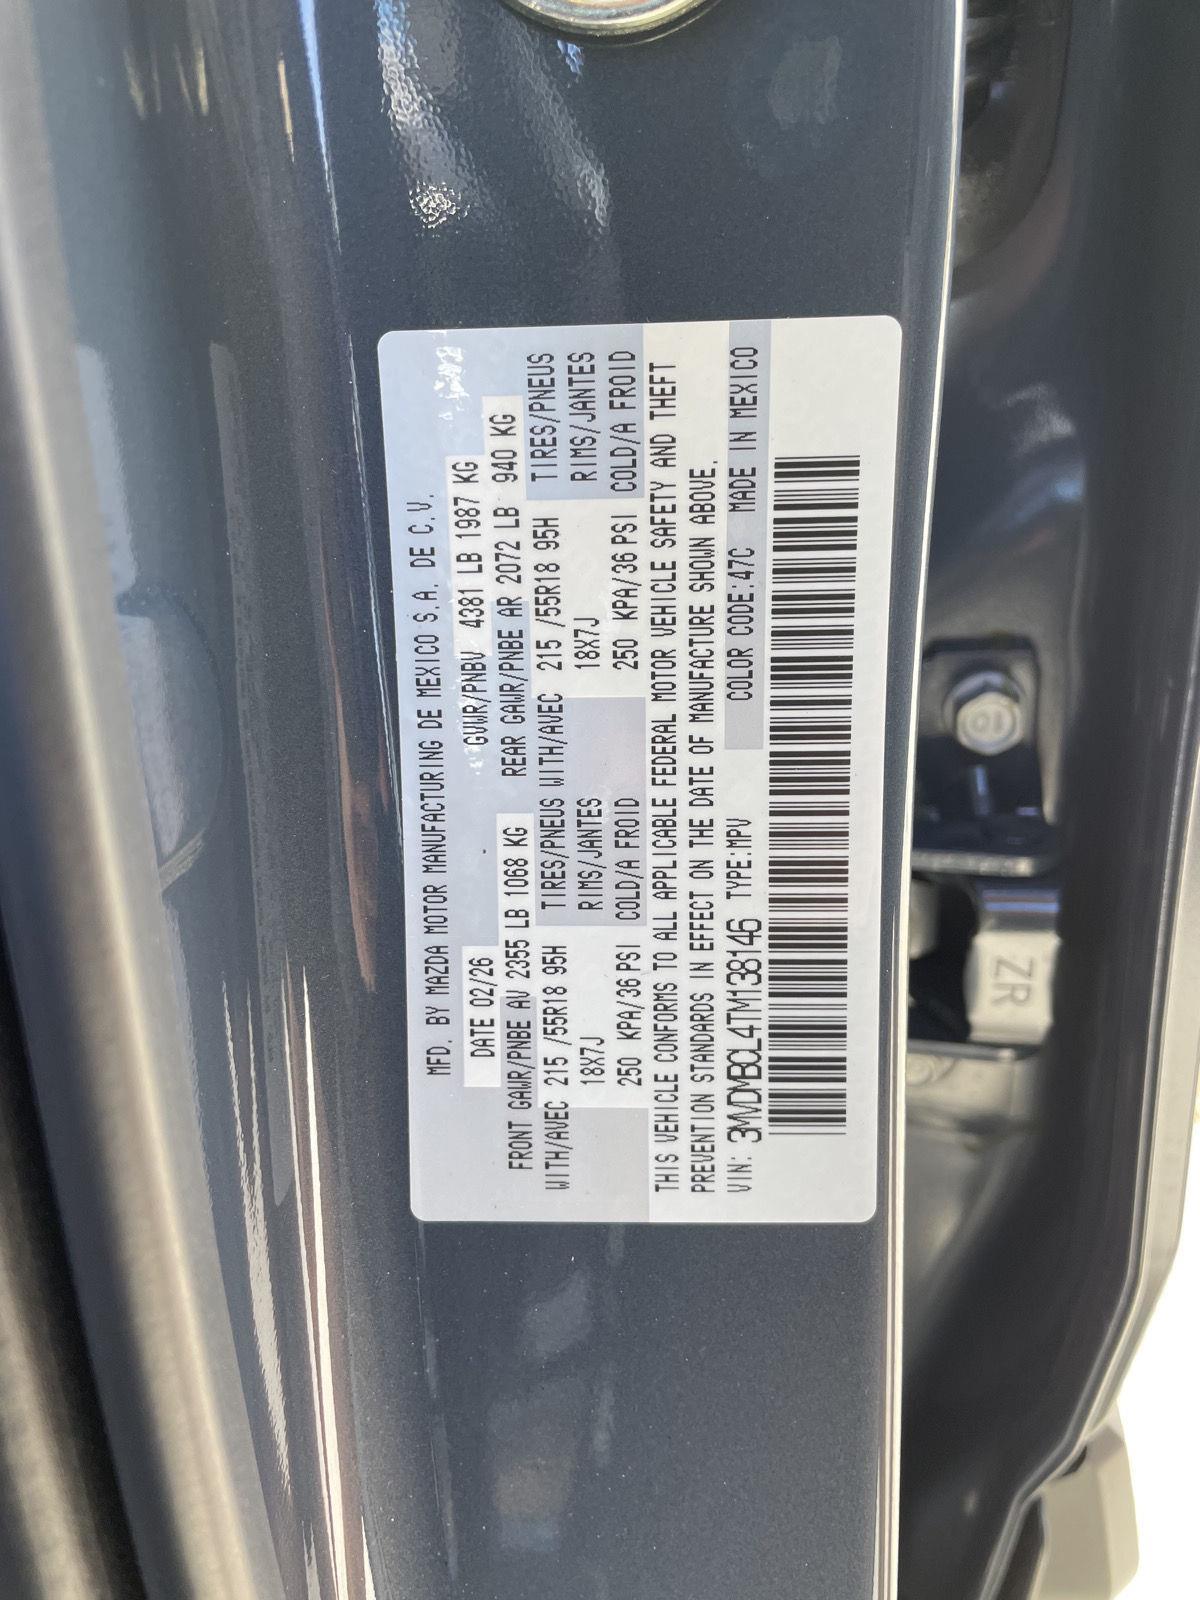 MFD. BY MAZDA MOTOR MANUFACTURING DE MEXICO S.A. DE C.V.
DATE 02/26 GVWR/PNBV 4381 LB 1987 KG
FRONT GAWR/PNBE AV 2355 LB 1068 KG REAR GAWR/PNBE AR 2072 LB 940 KG
WITH/AVEC 215 /55R18 95H TIRES/PNEUS WITH/AVEC 215 /55R18 95H TIRES/PNEUS
18X7J RIMS/JANTES 18X7J RIMS/JANTES
250 KPA/36 PSI COLD/A FROID 250 KPA/36 PSI COLD/A FROID
THIS VEHICLE CONFORMS TO ALL APPLICABLE FEDERAL MOTOR VEHICLE SAFETY AND THEFT
PREVENTION STANDARDS IN EFFECT ON THE DATE OF MANUFACTURE SHOWN ABOVE.
VIN: 3MVDMBCL4TM138146 TYPE:MPV COLOR CODE:47C MADE IN MEXICO
10
ZR